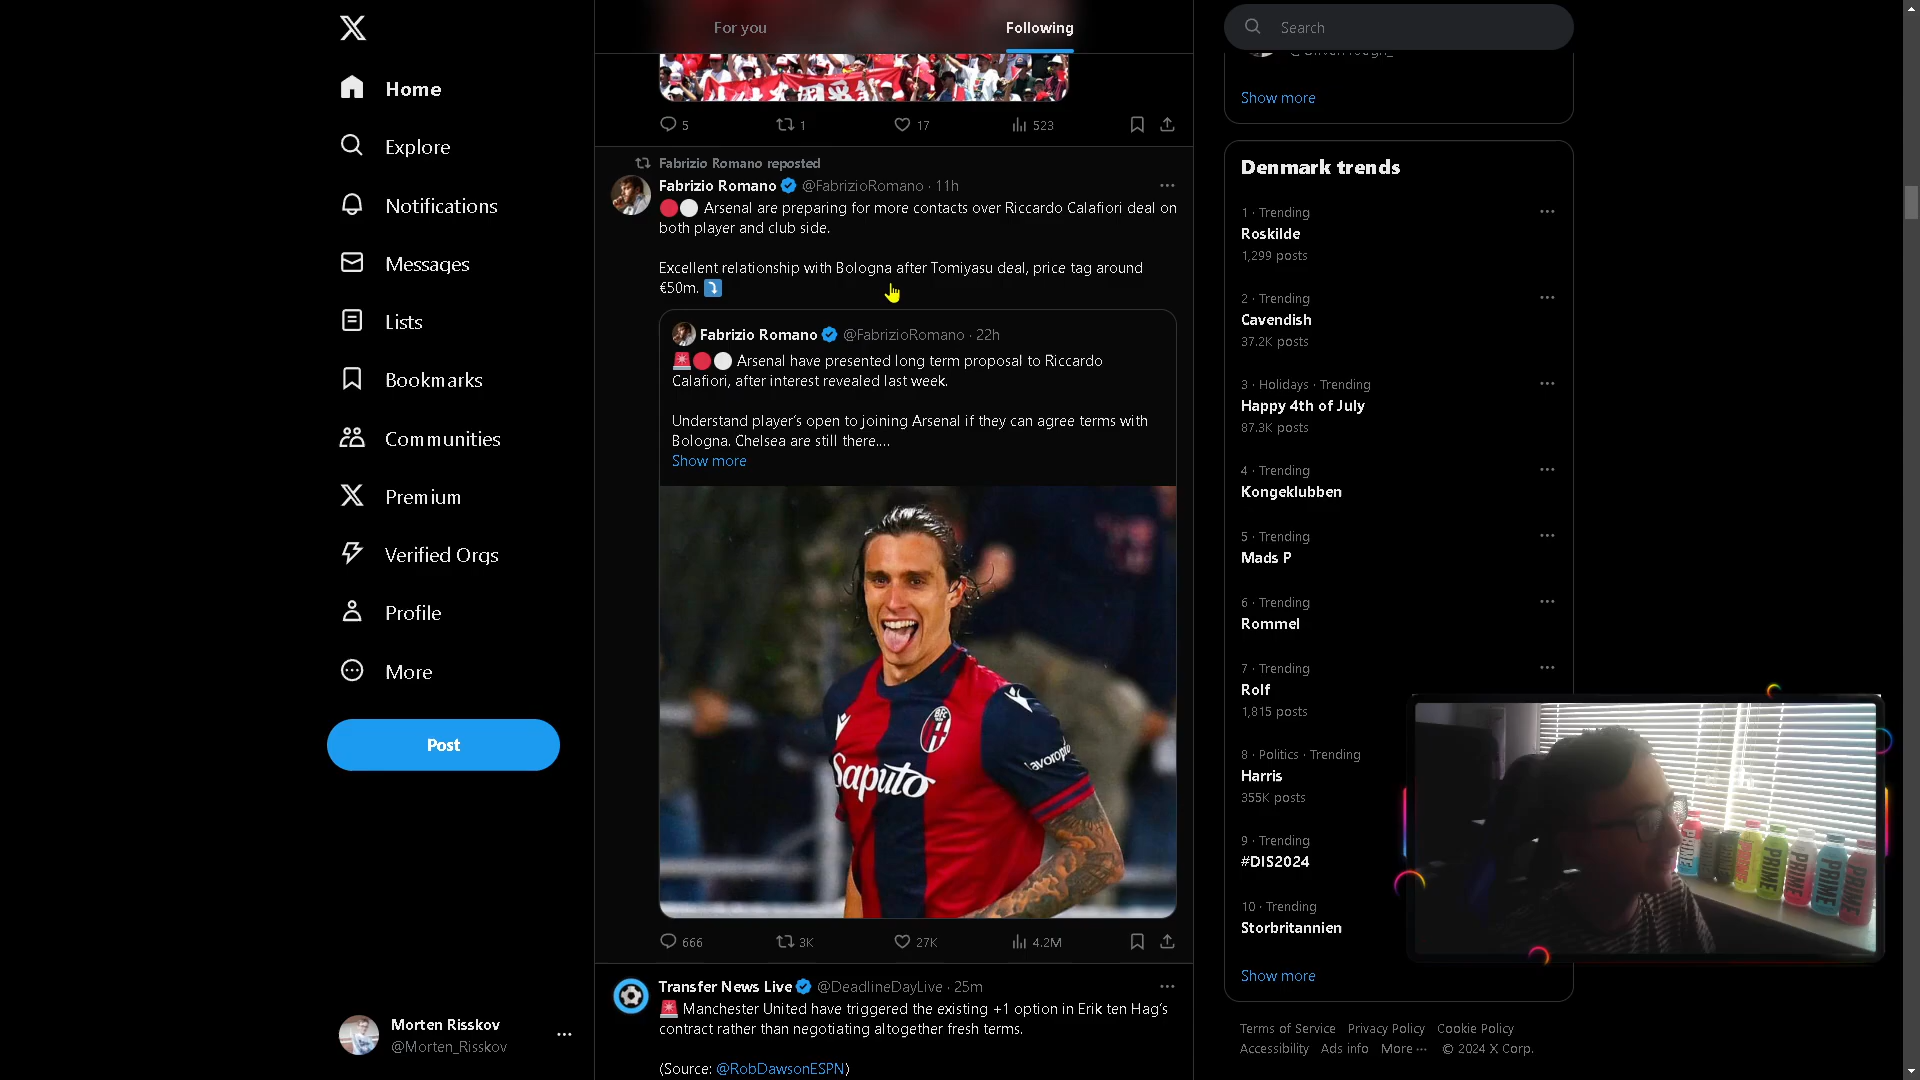 For you
Following
Search
Home
Explore
Notifications
Messages
Lists
Bookmarks
Communities
Premium
Verified Orgs
Profile
More
Post
Morten Risskov
@Morten_Risskov
5
1
17
523
Fabrizio Romano reposted
Fabrizio Romano @FabrizioRomano · 11h
🔴⚪️ Arsenal are preparing for more contacts over Riccardo Calafiori deal on
both player and club side.
Excellent relationship with Bologna after Tomiyasu deal, price tag around
€50m. ⤵️
Fabrizio Romano @FabrizioRomano · 22h
🚨🔴⚪️ Arsenal have presented long term proposal to Riccardo
Calafiori, after interest revealed last week.
Understand player’s open to joining Arsenal if they can agree terms with
Bologna. Chelsea are still there....
Show more
BFC
Saputo
Lavoropiù
666
3K
27K
4.2M
Transfer News Live @DeadlineDayLive · 25m
🚨 Manchester United have triggered the existing +1 option in Erik ten Hag’s
contract rather than negotiating altogether fresh terms.
(Source: @RobDawsonESPN)
Show more
Denmark trends
1 · Trending
Roskilde
1,299 posts
2 · Trending
Cavendish
37.2K posts
3 · Holidays · Trending
Happy 4th of July
87.3K posts
4 · Trending
Kongeklubben
5 · Trending
Mads P
6 · Trending
Rommel
7 · Trending
Rolf
1,815 posts
8 · Politics · Trending
Harris
355K posts
9 · Trending
#DIS2024
10 · Trending
Storbritannien
Show more
PRIME
PRIME
PRIME
PRIME
PRIME
PRIME
Terms of Service Privacy Policy Cookie Policy
Accessibility Ads info More ··· © 2024 X Corp.